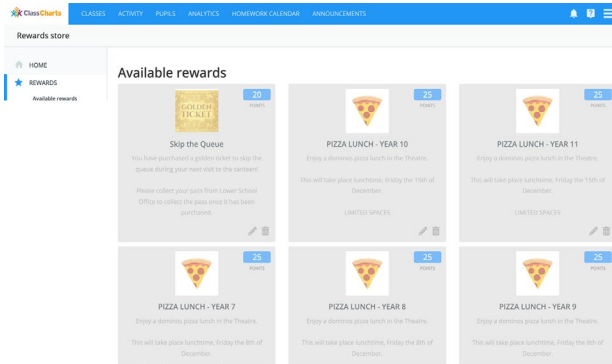 ClassCharts
CLASSES
ACTIVITY
PUPILS
ANALYTICS
HOMEWORK CALENDAR
ANNOUNCEMENTS
Rewards store
HOME
REWARDS
Available rewards
Available rewards
20
POINTS
GOLDEN
TICKET
Skip the Queue
You have purchased a golden ticket to skip the
queue during your next visit to the canteen!
Please collect your pass from Lower School
Office to collect the pass once it has been
purchased.
25
POINTS
PIZZA LUNCH - YEAR 10
Enjoy a dominos pizza lunch in the Theatre.
This will take place lunchtime, Friday the 15th of
December.
LIMITED SPACES
25
POINTS
PIZZA LUNCH - YEAR 11
Enjoy a dominos pizza lunch in the Theatre.
This will take place lunchtime, Friday the 15th of
December.
LIMITED SPACES
25
POINTS
PIZZA LUNCH - YEAR 7
Enjoy a dominos pizza lunch in the Theatre.
This will take place lunchtime, Friday the 8th of
December.
25
POINTS
PIZZA LUNCH - YEAR 8
Enjoy a dominos pizza lunch in the Theatre.
This will take place lunchtime, Friday the 8th of
December.
25
POINTS
PIZZA LUNCH - YEAR 9
Enjoy a dominos pizza lunch in the Theatre.
This will take place lunchtime, Friday the 8th of
December.